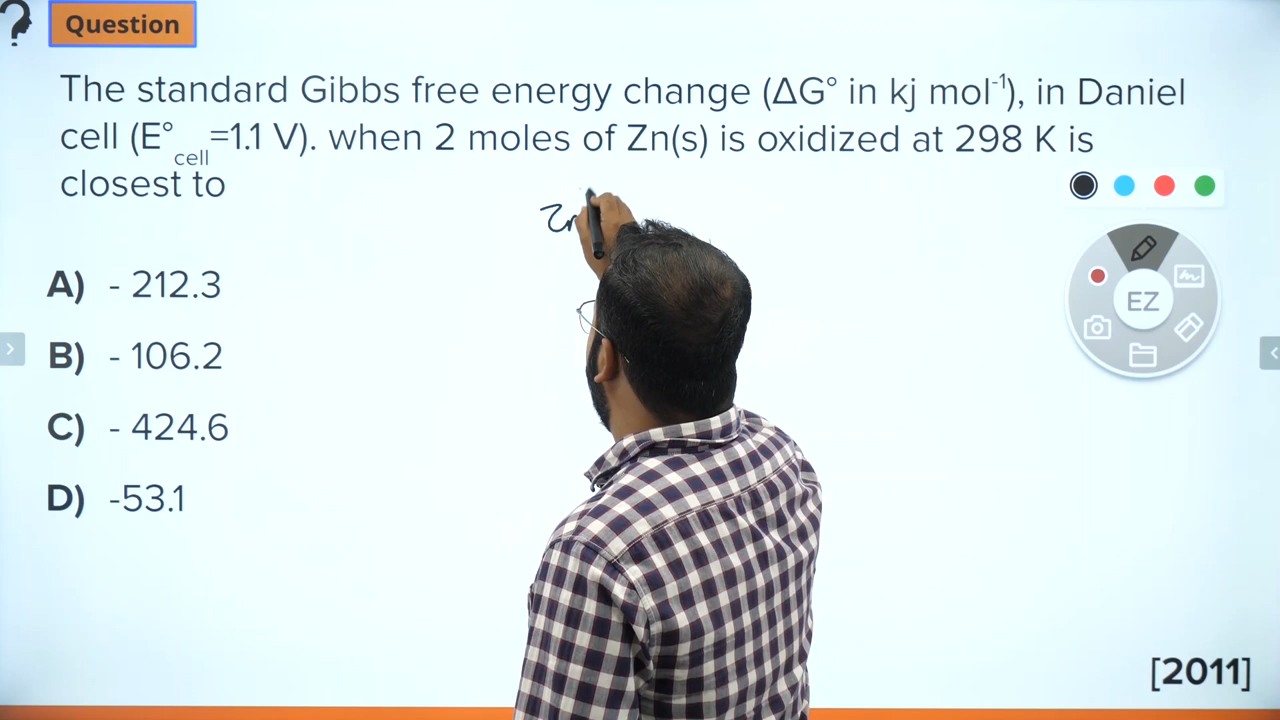 Question
The standard Gibbs free energy change (ΔG° in kj mol⁻¹), in Daniel
cell (E°cell=1.1 V). when 2 moles of Zn(s) is oxidized at 298 K is
closest to
Zn
EZ
A) - 212.3
B) - 106.2
C) - 424.6
D) -53.1
[2011]